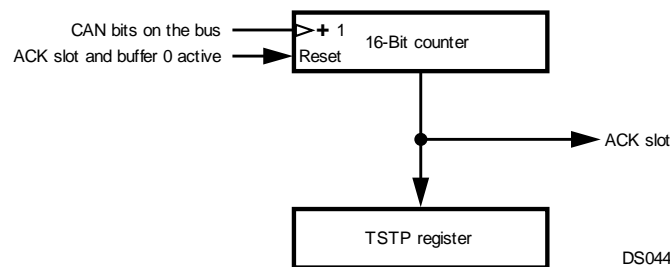 CAN bits on the bus
+ 1
16-Bit counter
ACK slot and buffer 0 active
Reset
ACK slot
TSTP register
DS044